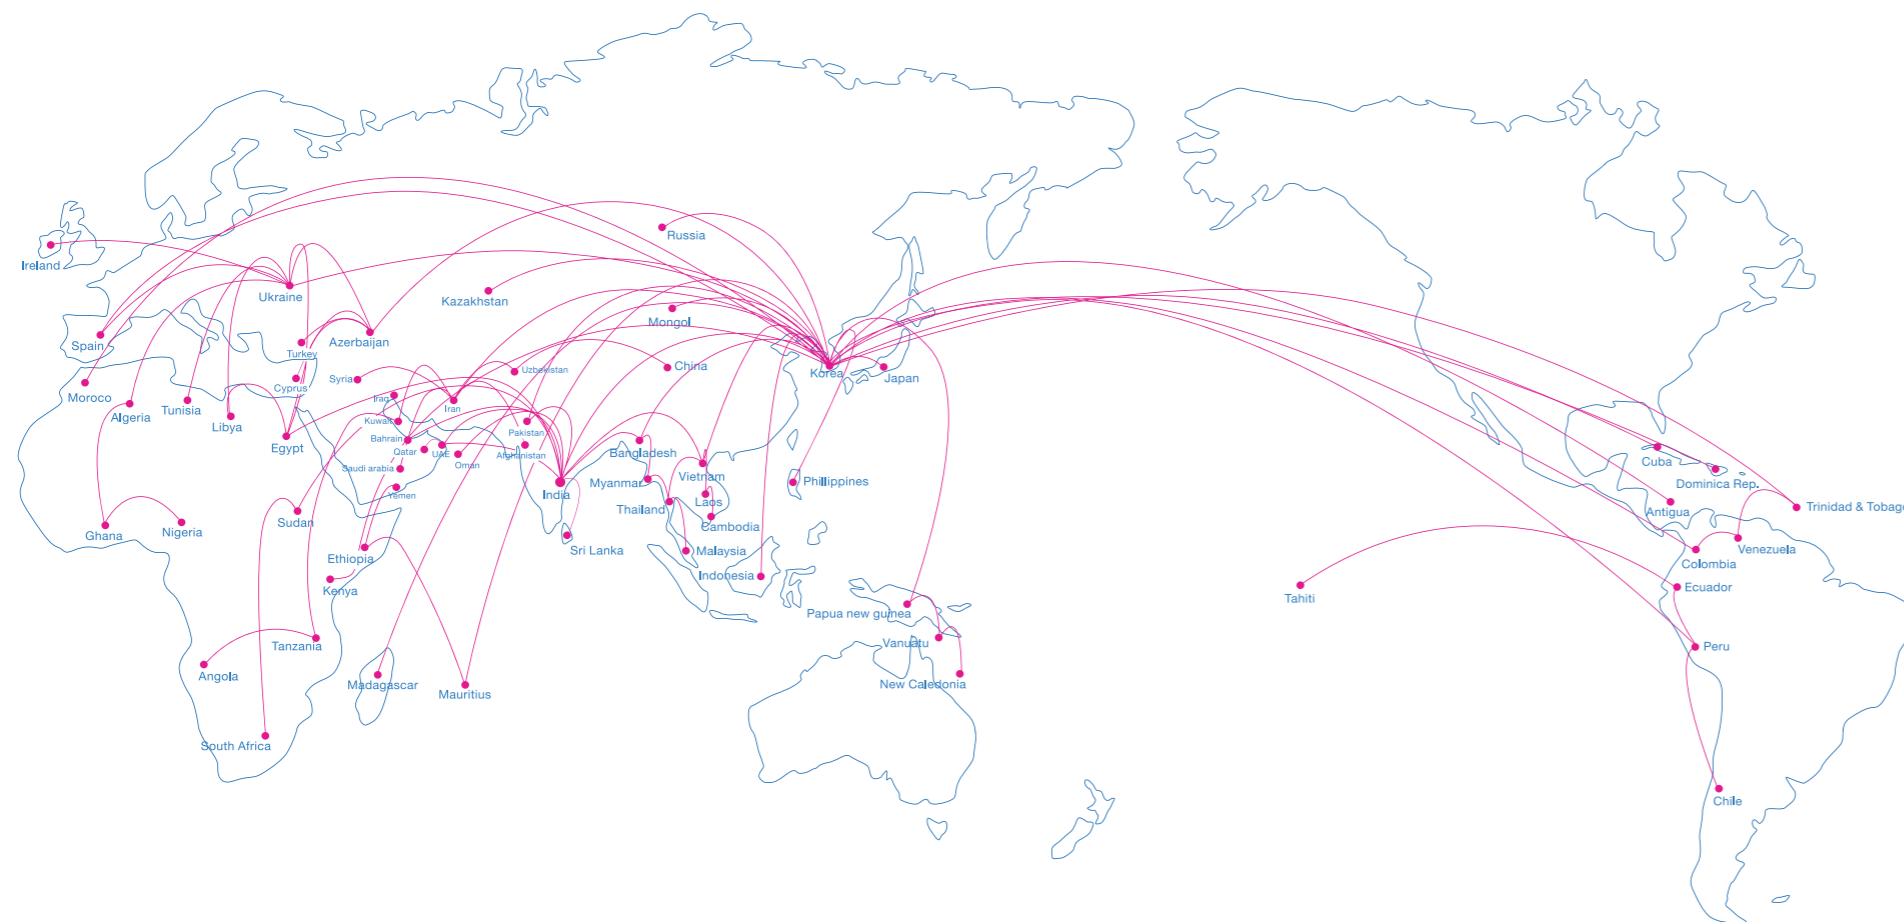 Russia
Ireland
Ukraine
Kazakhstan
Mongol
Spain
Azerbaijan
Turkey
China
Uzbekistan
Korea
Japan
Syria
Cyprus
Moroco
Iraq
Iran
Algeria
Tunisia
Libya
Kuwait
Pakistan
Bahrain
Egypt
Qatar
UAE
Oman
Afghanistan
Bangladesh
Cuba
Saudi arabia
Vietnam
Myanmar
Phillippines
Dominica Rep.
Yemen
India
Laos
Thailand
Antigua
Trinidad & Tobago
Sudan
Cambodia
Ghana
Nigeria
Sri Lanka
Malaysia
Venezuela
Ethiopia
Colombia
Indonesia
Ecuador
Kenya
Tahiti
Papua new guinea
Tanzania
Vanuatu
Peru
Angola
Madagascar
New Caledonia
Mauritius
South Africa
Chile